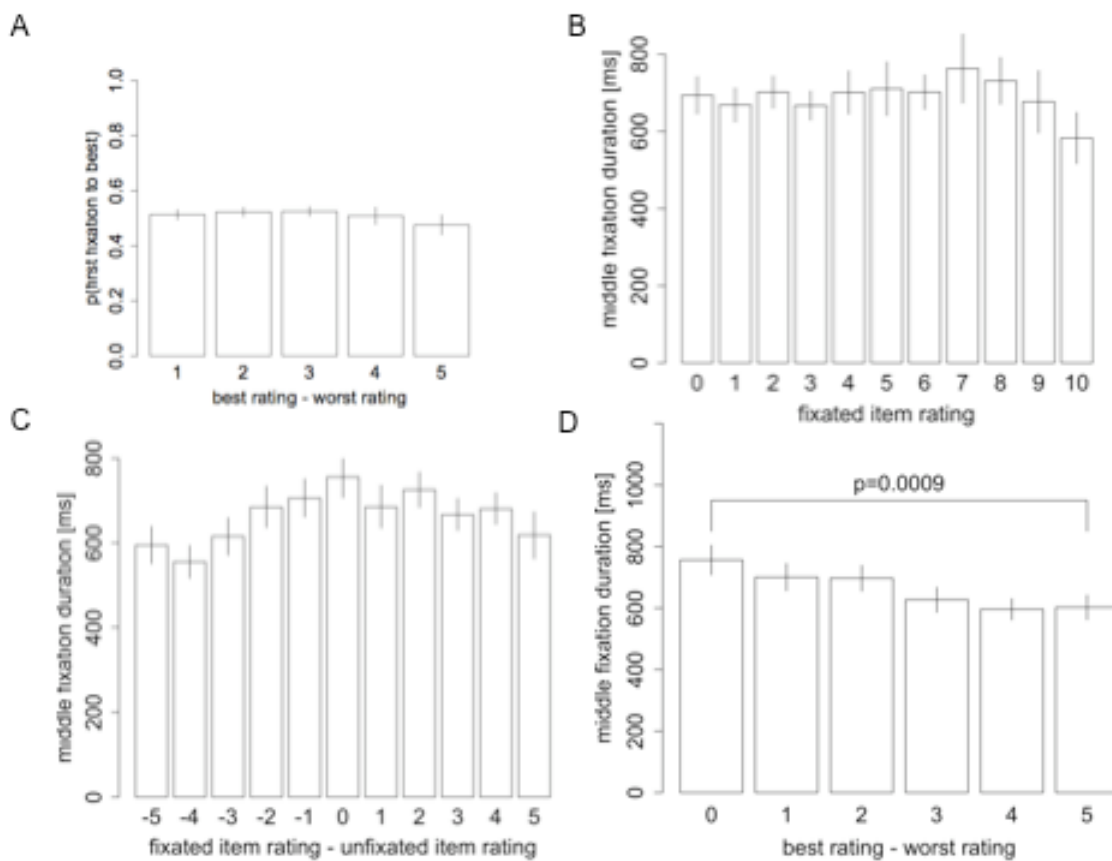 A
p(first fixation to best)
0.0 0.2 0.4 0.6 0.8 1.0
1 2 3 4 5
best rating - worst rating
B
middle fixation duration [ms]
0 200 400 600 800
0 1 2 3 4 5 6 7 8 9 10
fixated item rating
C
middle fixation duration [ms]
0 200 400 600 800
-5 -4 -3 -2 -1 0 1 2 3 4 5
fixated item rating - unfixated item rating
D
middle fixation duration [ms]
0 200 400 600 800 1000
p=0.0009
0 1 2 3 4 5
best rating - worst rating